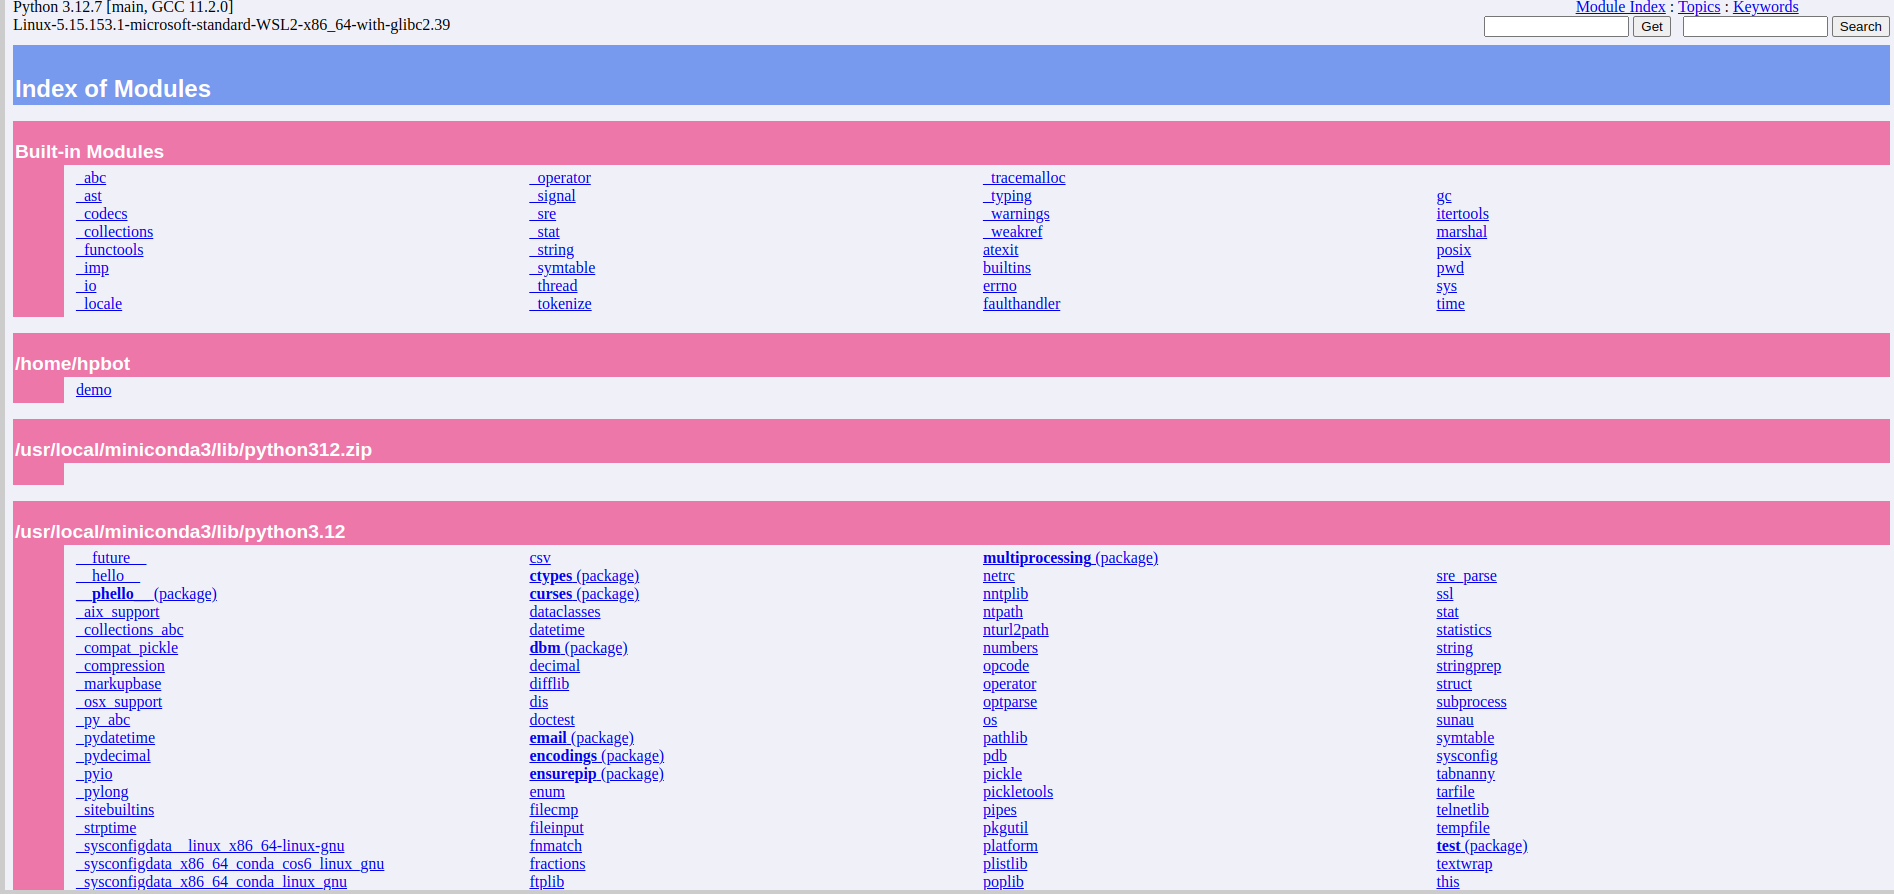 Python 3.12.7 [main, GCC 11.2.0]
Linux-5.15.153.1-microsoft-standard-WSL2-x86_64-with-glibc2.39
Module Index : Topics : Keywords
Get Search
Index of Modules
Built-in Modules
_abc
_ast
_codecs
_collections
_functools
_imp
_io
_locale
_operator
_signal
_sre
_stat
_string
_symtable
_thread
_tokenize
_tracemalloc
_typing
_warnings
_weakref
atexit
builtins
errno
faulthandler
gc
itertools
marshal
posix
pwd
sys
time
/home/hpbot
demo
/usr/local/miniconda3/lib/python312.zip
/usr/local/miniconda3/lib/python3.12
__future__
__hello__
__phello__ (package)
_aix_support
_collections_abc
_compat_pickle
_compression
_markupbase
_osx_support
_py_abc
_pydatetime
_pydecimal
_pyio
_pylong
_sitebuiltins
_strptime
_sysconfigdata__linux_x86_64-linux-gnu
_sysconfigdata_x86_64_conda_cos6_linux_gnu
_sysconfigdata_x86_64_conda_linux_gnu
csv
ctypes (package)
curses (package)
dataclasses
datetime
dbm (package)
decimal
difflib
dis
doctest
email (package)
encodings (package)
ensurepip (package)
enum
filecmp
fileinput
fnmatch
fractions
ftplib
multiprocessing (package)
netrc
nntplib
ntpath
nturl2path
numbers
opcode
operator
optparse
os
pathlib
pdb
pickle
pickletools
pipes
pkgutil
platform
plistlib
poplib
sre_parse
ssl
stat
statistics
string
stringprep
struct
subprocess
sunau
symtable
sysconfig
tabnanny
tarfile
telnetlib
tempfile
test (package)
textwrap
this